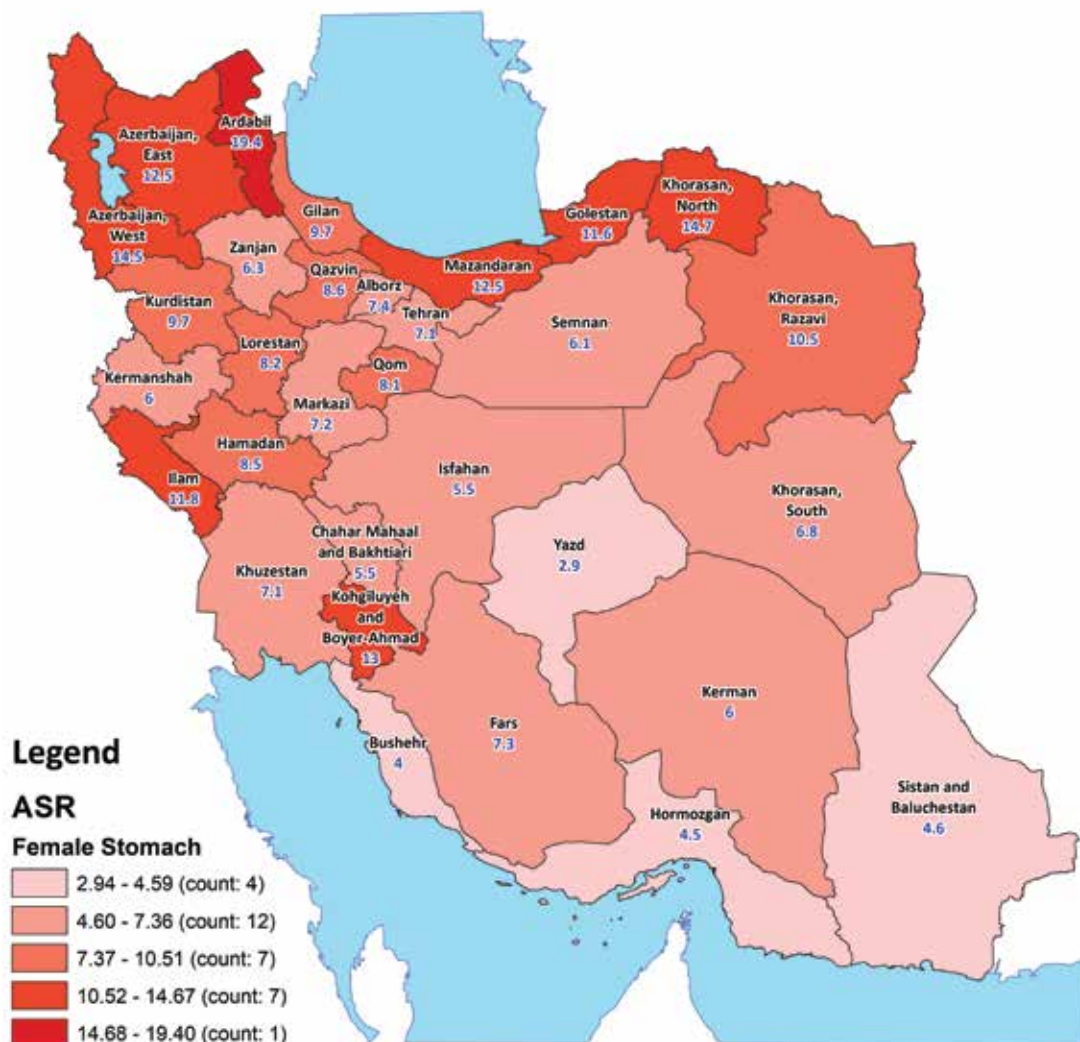 Ardabil
19.4
Azerbaijan,
East
12.5
Khorasan,
North
14.7
Golestan
11.6
Gilan
9.7
Azerbaijan,
West
14.5
Zanjan
6.3
Qazvin
8.6
Mazandaran
12.5
Alborz
7.4
Tehran
7.1
Kurdistan
9.7
Khorasan,
Razavi
10.5
Semnan
6.1
Lorestan
8.2
Qom
8.1
Kermanshah
6
Markazi
7.2
Hamadan
8.5
Isfahan
5.5
Ilam
11.8
Khorasan,
South
6.8
Chahar Mahaal
and Bakhtiari
5.5
Yazd
2.9
Khuzestan
7.1
Kohgiluyeh
and
Boyer-Ahmad
13
Kerman
6
Fars
7.3
Bushehr
4
Sistan and
Baluchestan
4.6
Hormozgan
4.5
Legend
ASR
Female Stomach
2.94 - 4.59 (count: 4)
4.60 - 7.36 (count: 12)
7.37 - 10.51 (count: 7)
10.52 - 14.67 (count: 7)
14.68 - 19.40 (count: 1)